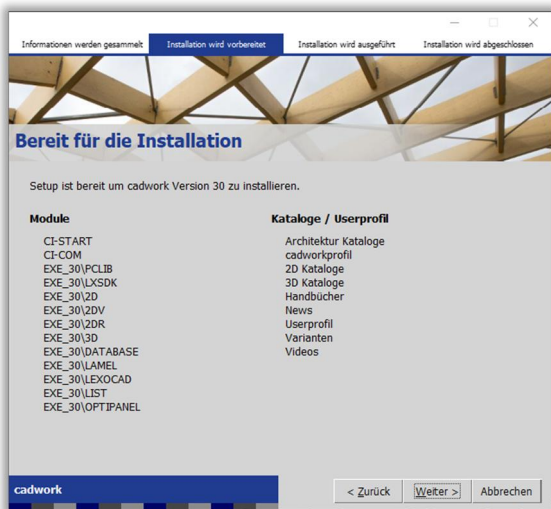 Informationen werden gesammelt
Installation wird vorbereitet
Installation wird ausgeführt
Installation wird abgeschlossen
Bereit für die Installation
Setup ist bereit um cadwork Version 30 zu installieren.
Module
CI-START
CI-COM
EXE_30\PCLIB
EXE_30\LXSDK
EXE_30\2D
EXE_30\2DV
EXE_30\2DR
EXE_30\3D
EXE_30\DATABASE
EXE_30\LAMEL
EXE_30\LEXOCAD
EXE_30\LIST
EXE_30\OPTIPANEL
Kataloge / Userprofil
Architektur Kataloge
cadworkprofil
2D Kataloge
3D Kataloge
Handbücher
News
Userprofil
Varianten
Videos
cadwork
< Zurück
Weiter >
Abbrechen